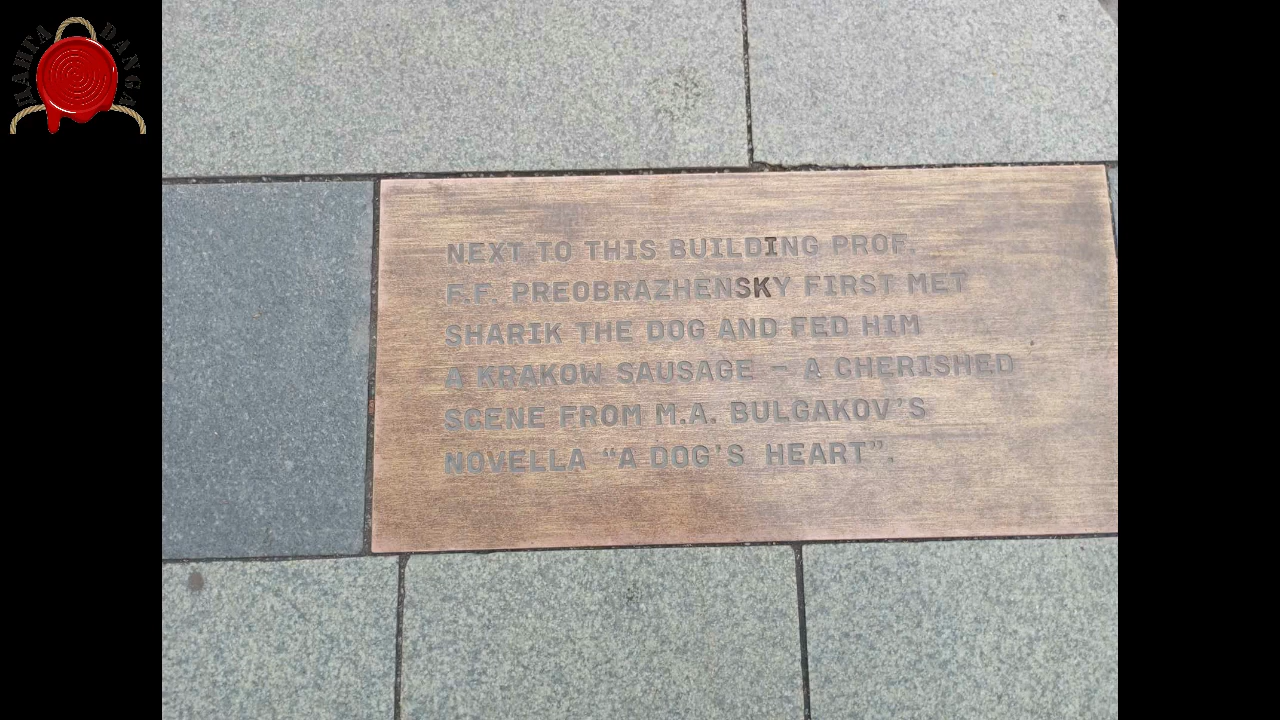 NEXT TO THIS BUILDING PROF.
F.F. PREOBRAZHENSKY FIRST MET
SHARIK THE DOG AND FED HIM
A KRAKOW SAUSAGE – A CHERISHED
SCENE FROM M.A. BULGAKOV’S
NOVELLA “A DOG’S HEART”.